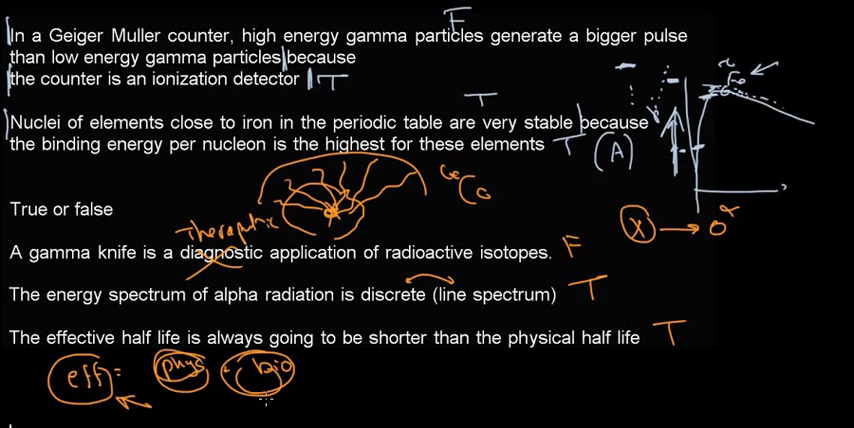 F
In a Geiger Muller counter, high energy gamma particles generate a bigger pulse
than low energy gamma particles because
the counter is an ionization detector T
T
Nuclei of elements close to iron in the periodic table are very stable because
the binding energy per nucleon is the highest for these elements T (A)
Fe
Co
True or false
Theraputic
A gamma knife is a diagnostic application of radioactive isotopes. F
X → α
The energy spectrum of alpha radiation is discrete (line spectrum) T
The effective half life is always going to be shorter than the physical half life T
eff = phys + bio